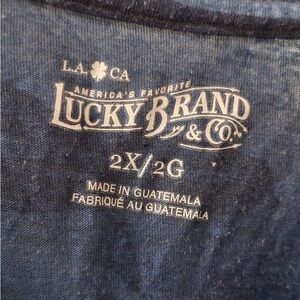 L.A. CA
AMERICA'S FAVORITE
LUCKY BRAND
& CO.
2X/2G
MADE IN GUATEMALA
FABRIQUÉ AU GUATEMALA